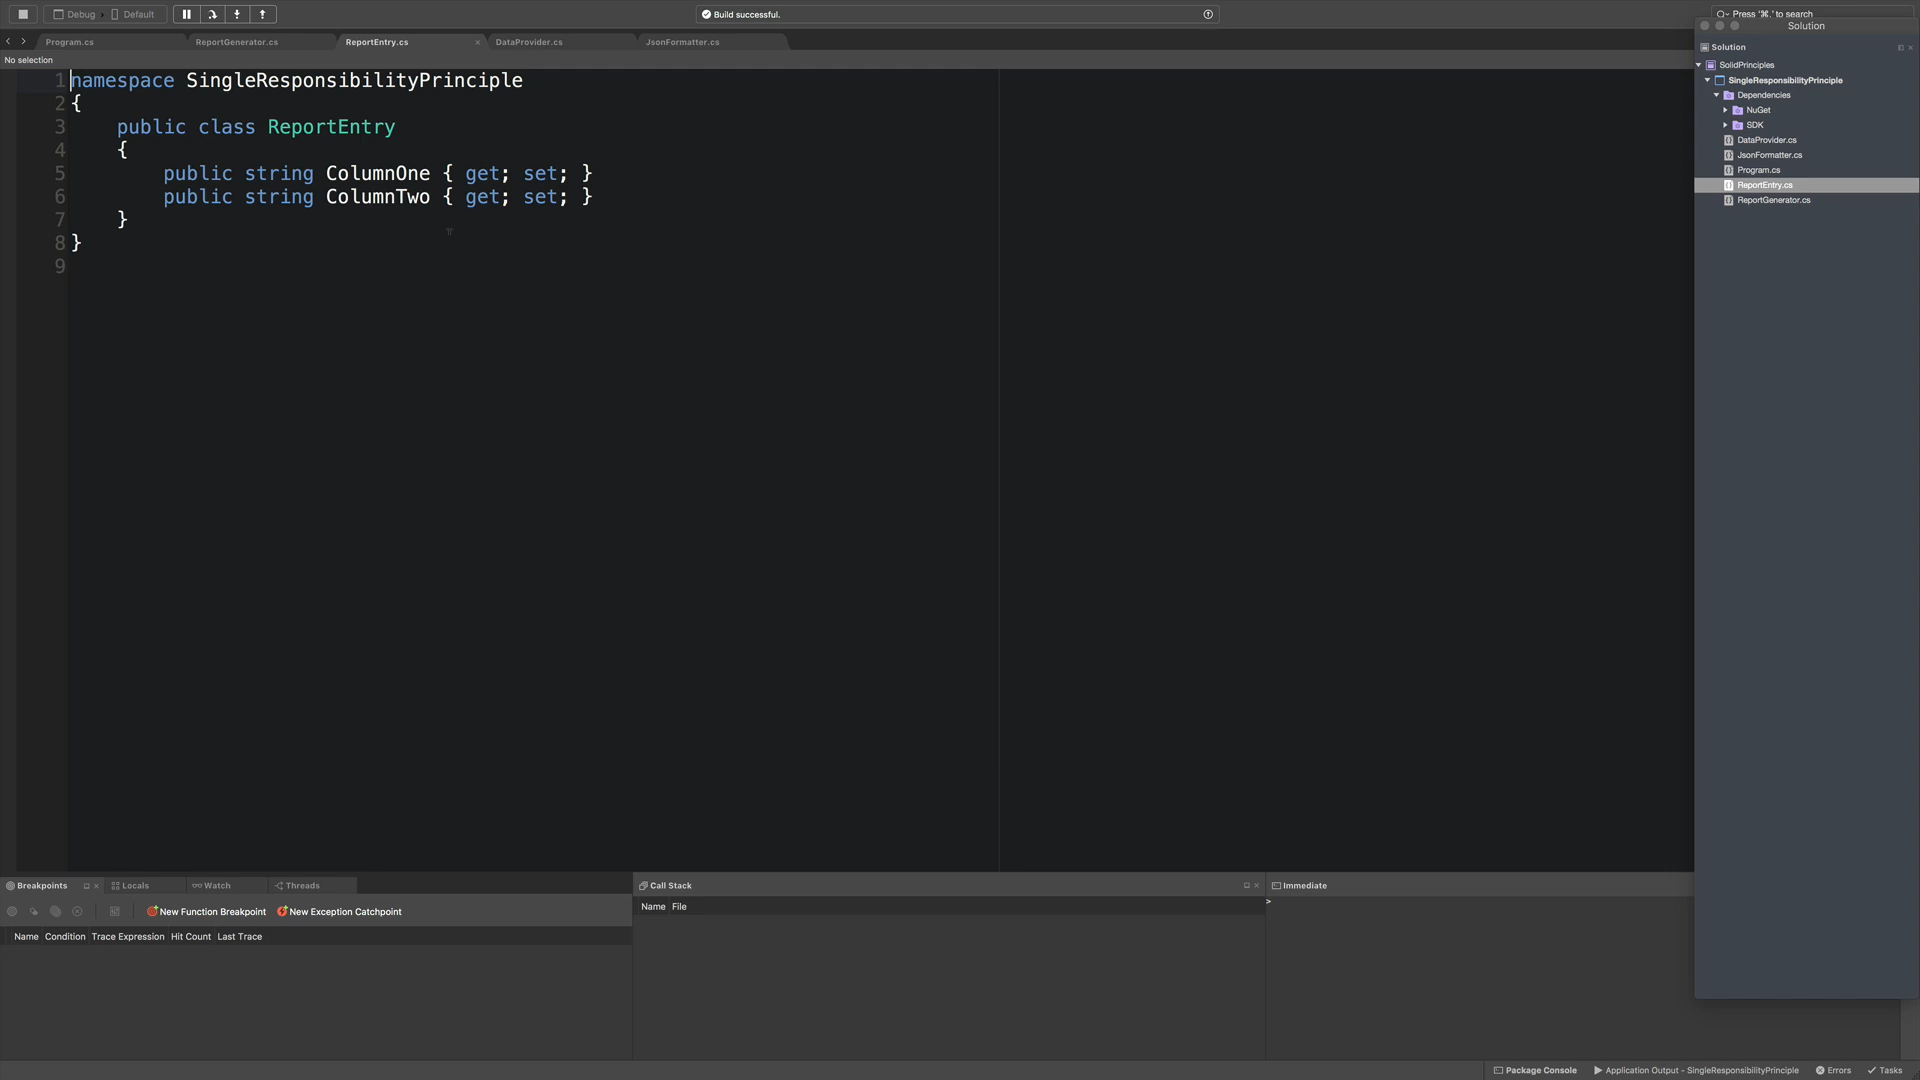 Debug
Default
Build successful.
Press '⌘.' to search
Program.cs
ReportGenerator.cs
ReportEntry.cs
DataProvider.cs
JsonFormatter.cs
No selection
1 namespace SingleResponsibilityPrinciple
2 {
3 public class ReportEntry
4 {
5 public string ColumnOne { get; set; }
6 public string ColumnTwo { get; set; }
7 }
8 }
9
Solution
Solution
SolidPrinciples
SingleResponsibilityPrinciple
Dependencies
NuGet
SDK
DataProvider.cs
JsonFormatter.cs
Program.cs
ReportEntry.cs
ReportGenerator.cs
Breakpoints
Locals
Watch
Threads
New Function Breakpoint
New Exception Catchpoint
Name Condition Trace Expression Hit Count Last Trace
Call Stack
Name File
Immediate
>
Package Console
Application Output - SingleResponsibilityPrinciple
Errors
Tasks